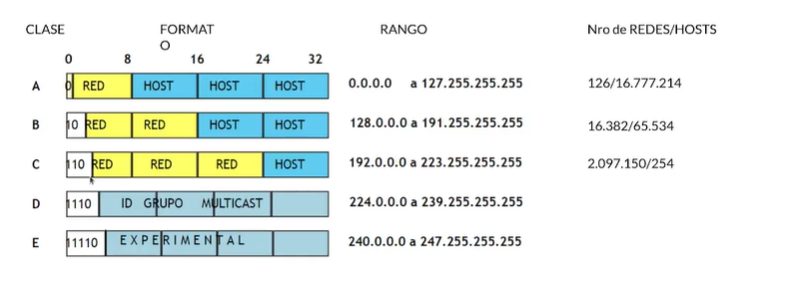 CLASE FORMATO RANGO Nro de REDES/HOSTS
0 8 16 24 32
A 0 RED HOST HOST HOST 0.0.0.0 a 127.255.255.255 126/16.777.214
B 10 RED RED HOST HOST 128.0.0.0 a 191.255.255.255 16.382/65.534
C 110 RED RED RED HOST 192.0.0.0 a 223.255.255.255 2.097.150/254
D 1110 ID GRUPO MULTICAST 224.0.0.0 a 239.255.255.255
E 11110 EXPERIMENTAL 240.0.0.0 a 247.255.255.255